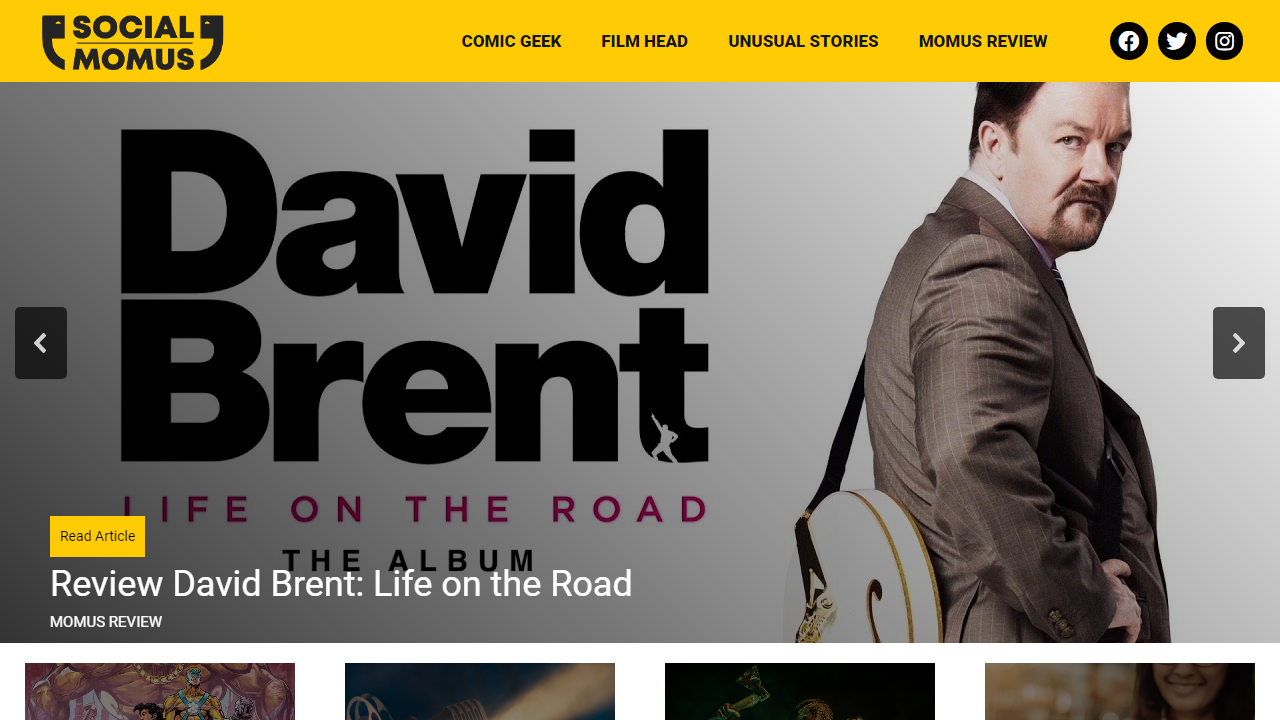 SOCIAL
MOMUS
COMIC GEEK
FILM HEAD
UNUSUAL STORIES
MOMUS REVIEW
David
Brent
LIFE ON THE ROAD
THE ALBUM
Read Article
Review David Brent: Life on the Road
MOMUS REVIEW